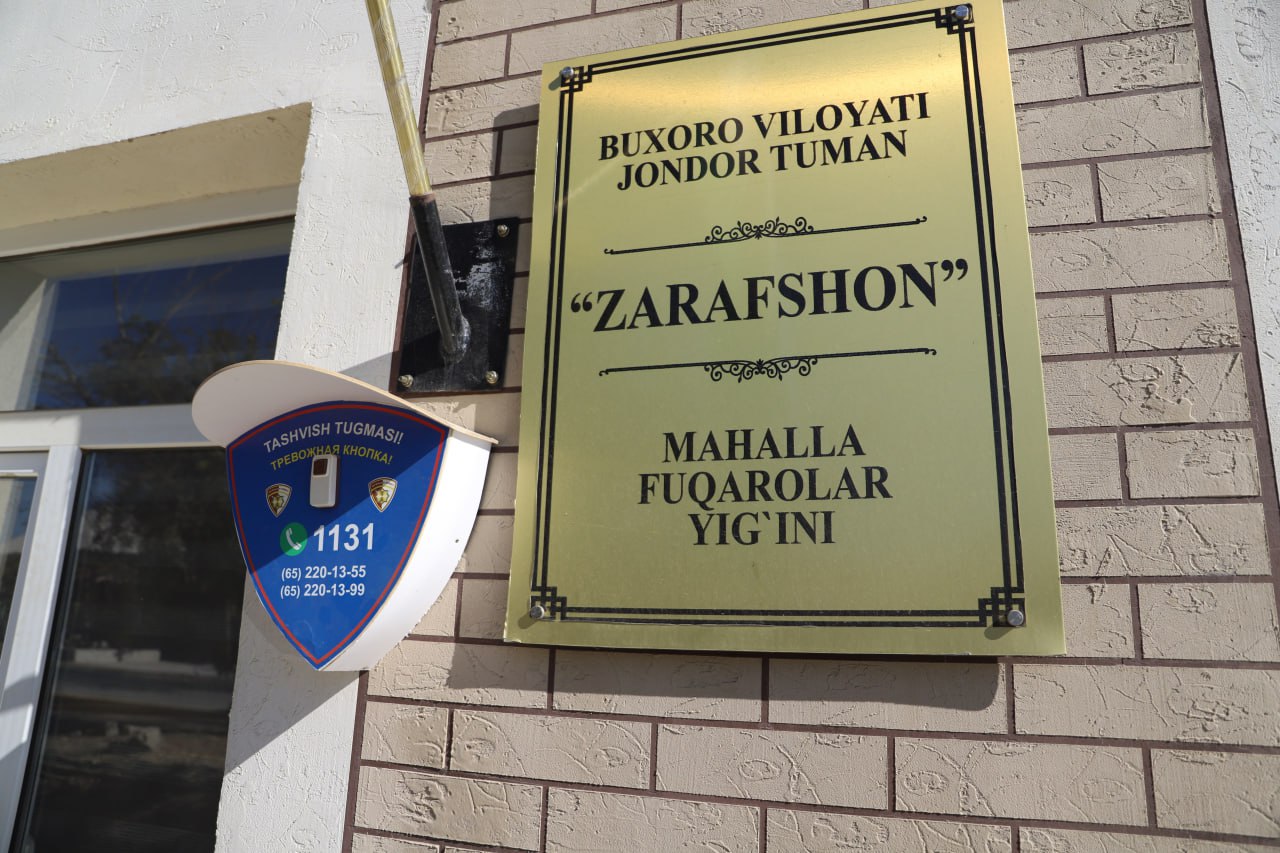 BUXORO VILOYATI
JONDOR TUMAN
“ZARAFSHON”
MAHALLA
FUQAROLAR
YIG`INI
TASHVISH TUGMASI!
ТРЕВОЖНАЯ КНОПКА!
1131
(65) 220-13-55
(65) 220-13-99